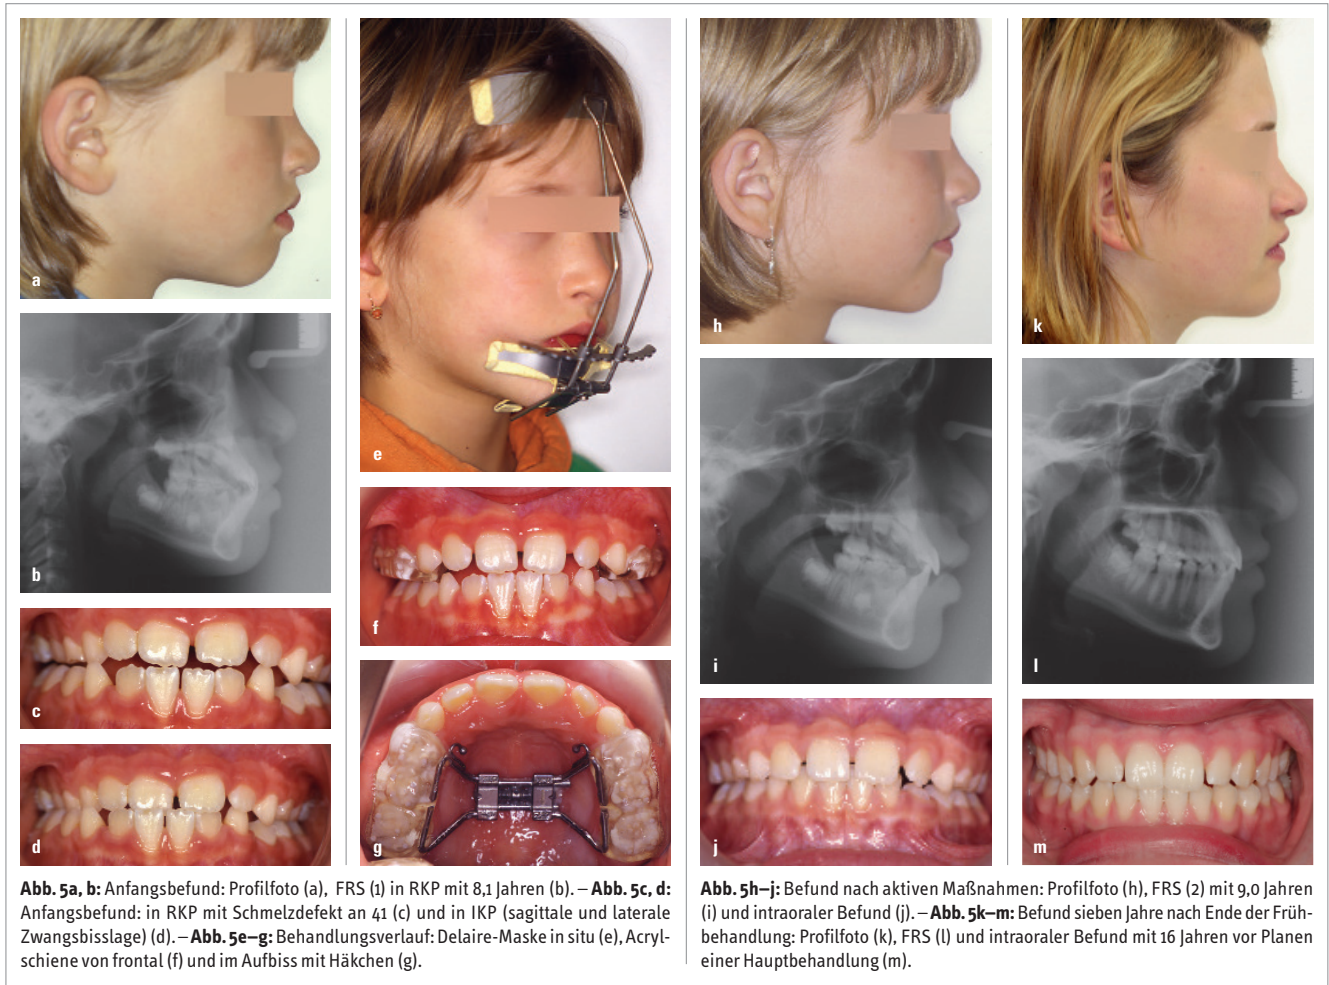 a
b
c
d
e
f
g
h
i
j
k
l
m
Abb. 5a, b: Anfangsbefund: Profilfoto (a), FRS (1) in RKP mit 8,1 Jahren (b). – Abb. 5c, d:
Anfangsbefund: in RKP mit Schmelzdefekt an 41 (c) und in IKP (sagittale und laterale
Zwangsbisslage) (d). – Abb. 5e–g: Behandlungsverlauf: Delaire-Maske in situ (e), Acryl-
schiene von frontal (f) und im Aufbiss mit Häkchen (g).
Abb. 5h–j: Befund nach aktiven Maßnahmen: Profilfoto (h), FRS (2) mit 9,0 Jahren
(i) und intraoraler Befund (j). – Abb. 5k–m: Befund sieben Jahre nach Ende der Früh-
behandlung: Profilfoto (k), FRS (l) und intraoraler Befund mit 16 Jahren vor Planen
einer Hauptbehandlung (m).